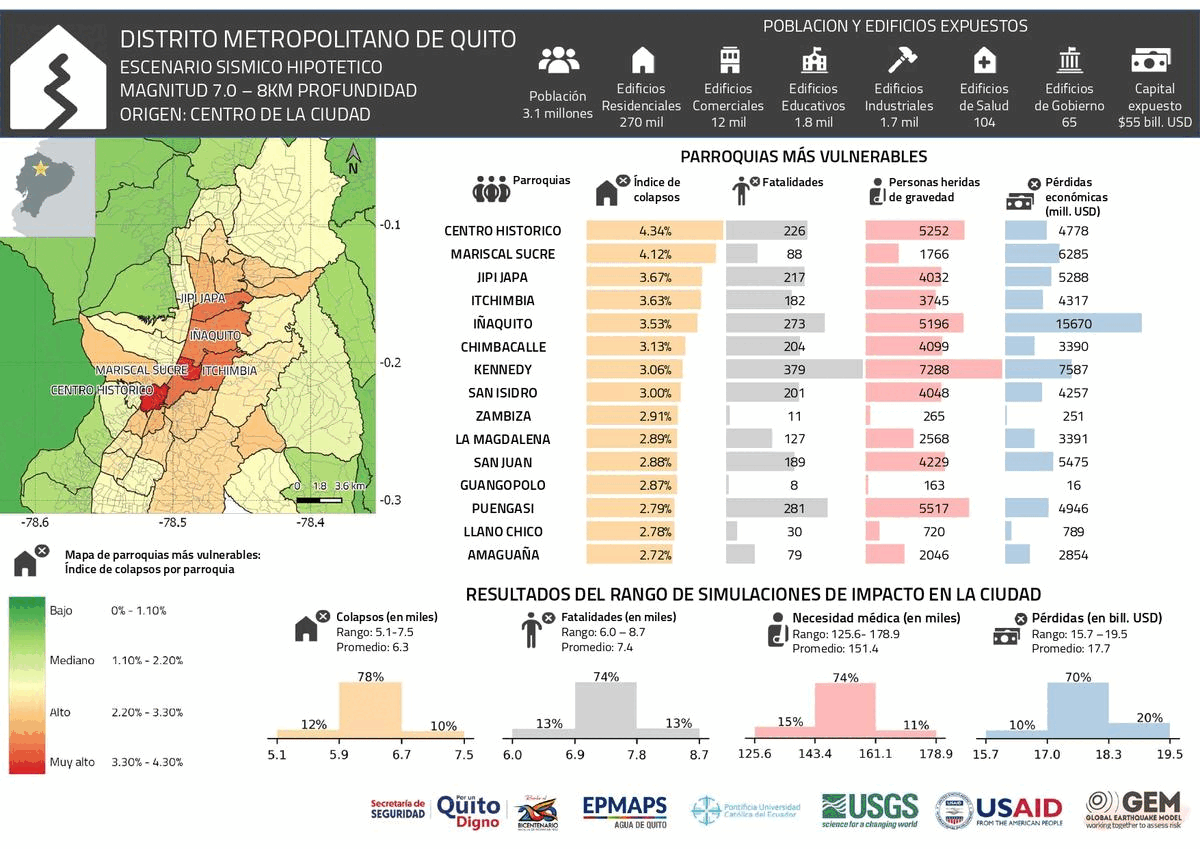 DISTRITO METROPOLITANO DE QUITO
ESCENARIO SISMICO HIPOTETICO
MAGNITUD 7.0 – 8KM PROFUNDIDAD
ORIGEN: CENTRO DE LA CIUDAD
POBLACION Y EDIFICIOS EXPUESTOS
Población
3.1 millones
Edificios
Residenciales
270 mil
Edificios
Comerciales
12 mil
Edificios
Educativos
1.8 mil
Edificios
Industriales
1.7 mil
Edificios
de Salud
104
Edificios
de Gobierno
65
Capital
expuesto
$55 bill. USD
N
-0.1
-0.2
-0.3
JIPI JAPA
IÑAQUITO
MARISCAL SUCRE
ITCHIMBIA
CENTRO HISTORICO
0 1.8 3.6 km
-78.6 -78.5 -78.4
PARROQUIAS MÁS VULNERABLES
Parroquias
Índice de
colapsos
Fatalidades
Personas heridas
de gravedad
Pérdidas
económicas
(mill. USD)
CENTRO HISTORICO 4.34% 226 5252 4778
MARISCAL SUCRE 4.12% 88 1766 6285
JIPI JAPA 3.67% 217 4032 5288
ITCHIMBIA 3.63% 182 3745 4317
IÑAQUITO 3.53% 273 5196 15670
CHIMBACALLE 3.13% 204 4099 3390
KENNEDY 3.06% 379 7288 7587
SAN ISIDRO 3.00% 201 4048 4257
ZAMBIZA 2.91% 11 265 251
LA MAGDALENA 2.89% 127 2568 3391
SAN JUAN 2.88% 189 4229 5475
GUANGOPOLO 2.87% 8 163 16
PUENGASI 2.79% 281 5517 4946
LLANO CHICO 2.78% 30 720 789
AMAGUAÑA 2.72% 79 2046 2854
Mapa de parroquias más vulnerables:
Índice de colapsos por parroquia
Bajo 0% - 1.10%
Mediano 1.10% - 2.20%
Alto 2.20% - 3.30%
Muy alto 3.30% - 4.30%
RESULTADOS DEL RANGO DE SIMULACIONES DE IMPACTO EN LA CIUDAD
Colapsos (en miles)
Rango: 5.1-7.5
Promedio: 6.3
12% 78% 10%
5.1 5.9 6.7 7.5
Fatalidades (en miles)
Rango: 6.0 – 8.7
Promedio: 7.4
13% 74% 13%
6.0 6.9 7.8 8.7
Necesidad médica (en miles)
Rango: 125.6- 178.9
Promedio: 151.4
15% 74% 11%
125.6 143.4 161.1 178.9
Pérdidas (en bill. USD)
Rango: 15.7 –19.5
Promedio: 17.7
10% 70% 20%
15.7 17.0 18.3 19.5
Secretaría de
SEGURIDAD
Por un
Quito
Digno
BICENTENARIO
EPMAPS
AGUA DE QUITO
Pontificia Universidad
Católica del Ecuador
USGS
science for a changing world
USAID
USAID
FROM THE AMERICAN PEOPLE
GEM
GLOBAL EARTHQUAKE MODEL
working together to assess risk